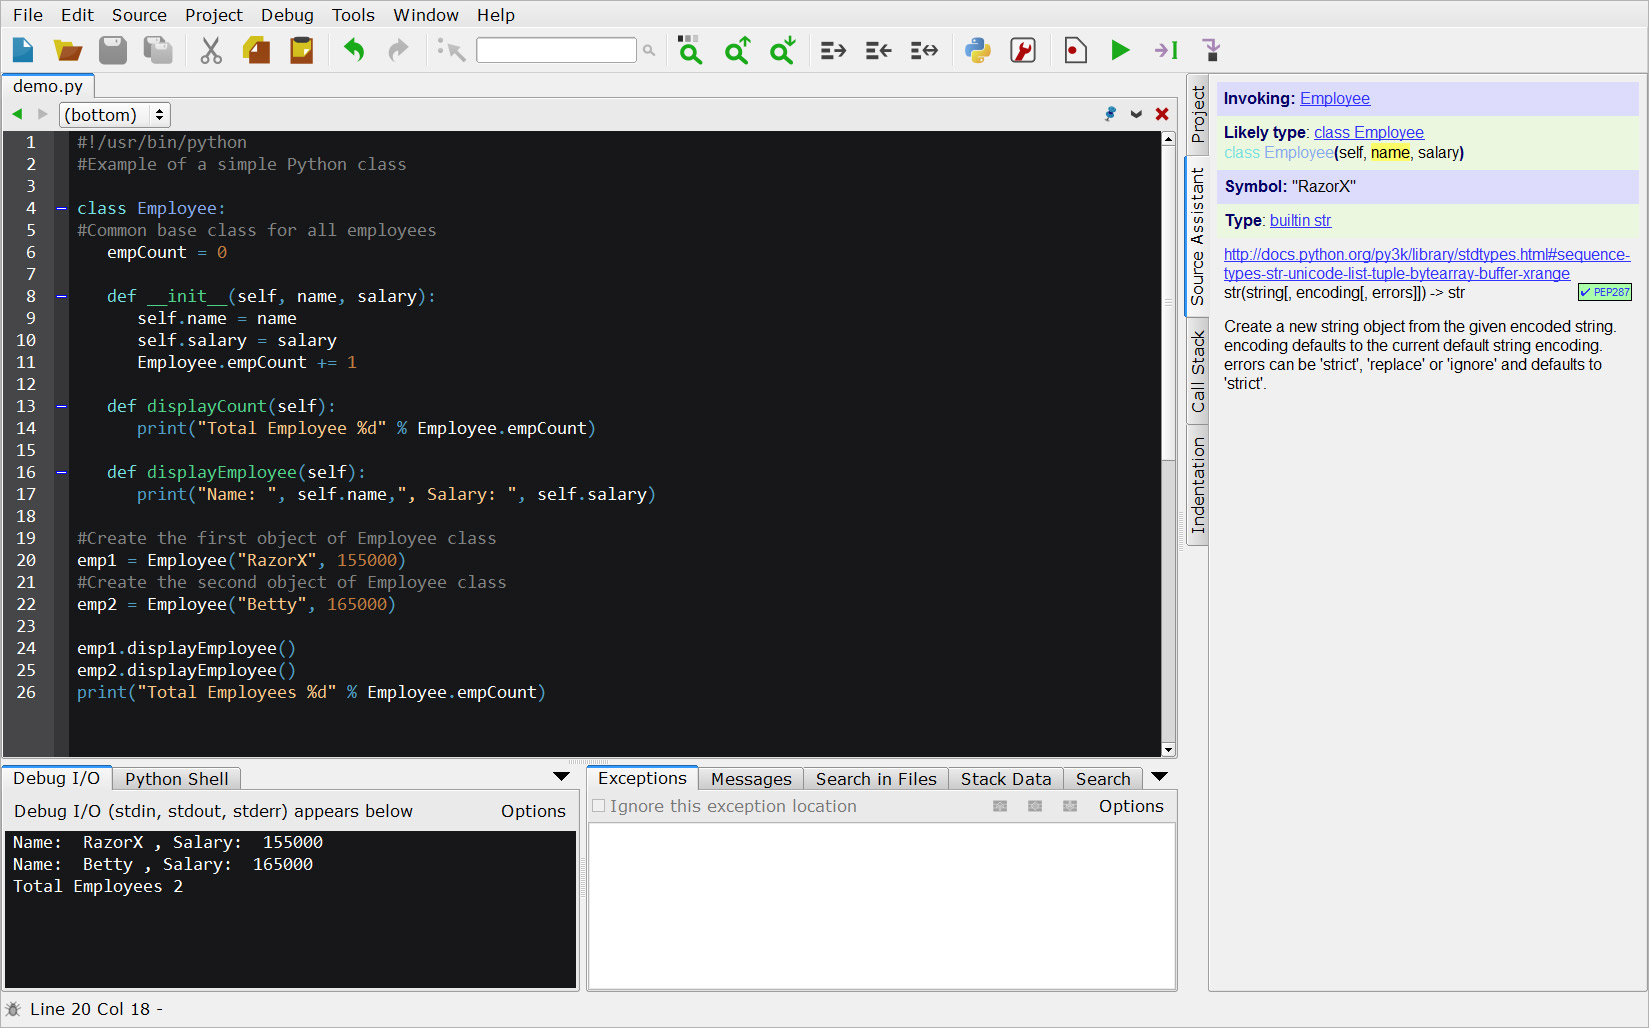 File Edit Source Project Debug Tools Window Help
demo.py
(bottom)
1 #!/usr/bin/python
2 #Example of a simple Python class
3
4 class Employee:
5 #Common base class for all employees
6    empCount = 0
7
8    def __init__(self, name, salary):
9       self.name = name
10       self.salary = salary
11       Employee.empCount += 1
12
13    def displayCount(self):
14       print("Total Employee %d" % Employee.empCount)
15
16    def displayEmployee(self):
17       print("Name: ", self.name,", Salary: ", self.salary)
18
19 #Create the first object of Employee class
20 emp1 = Employee("RazorX", 155000)
21 #Create the second object of Employee class
22 emp2 = Employee("Betty", 165000)
23
24 emp1.displayEmployee()
25 emp2.displayEmployee()
26 print("Total Employees %d" % Employee.empCount)
Project
Source Assistant
Call Stack
Indentation
Invoking: Employee
Likely type: class Employee
class Employee(self, name, salary)
Symbol: "RazorX"
Type: builtin str
http://docs.python.org/py3k/library/stdtypes.html#sequence-
types-str-unicode-list-tuple-bytearray-buffer-xrange
str(string[, encoding[, errors]]) -> str
✓ PEP287
Create a new string object from the given encoded string.
encoding defaults to the current default string encoding.
errors can be 'strict', 'replace' or 'ignore' and defaults to
'strict'.
Debug I/O Python Shell
Debug I/O (stdin, stdout, stderr) appears below Options
Name:  RazorX , Salary:  155000
Name:  Betty , Salary:  165000
Total Employees 2
Exceptions Messages Search in Files Stack Data Search
Ignore this exception location Options
Line 20 Col 18 -